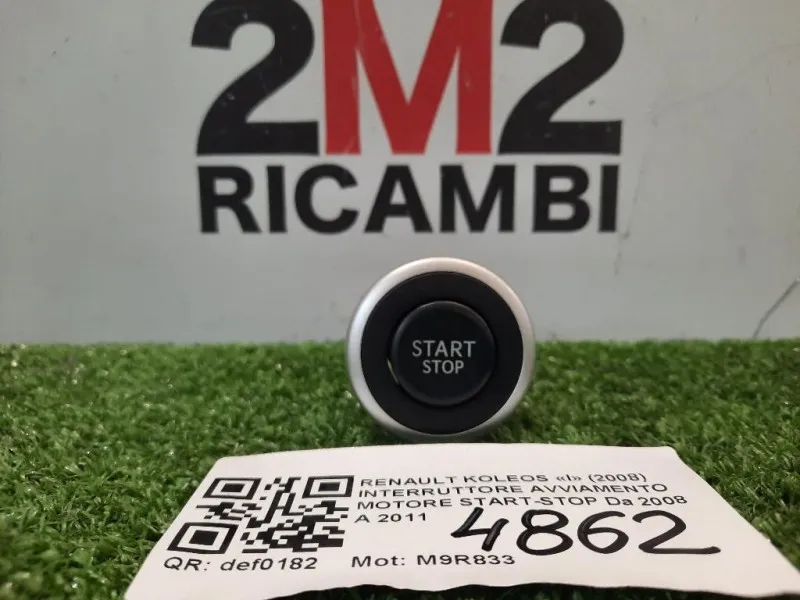 2M2
RICAMBI
START
STOP
RENAULT KOLEOS «I» (2008)
INTERRUTTORE AVVIAMENTO
MOTORE START-STOP Da 2008
A 2011
4862
QR: def0182 Mot: M9R833